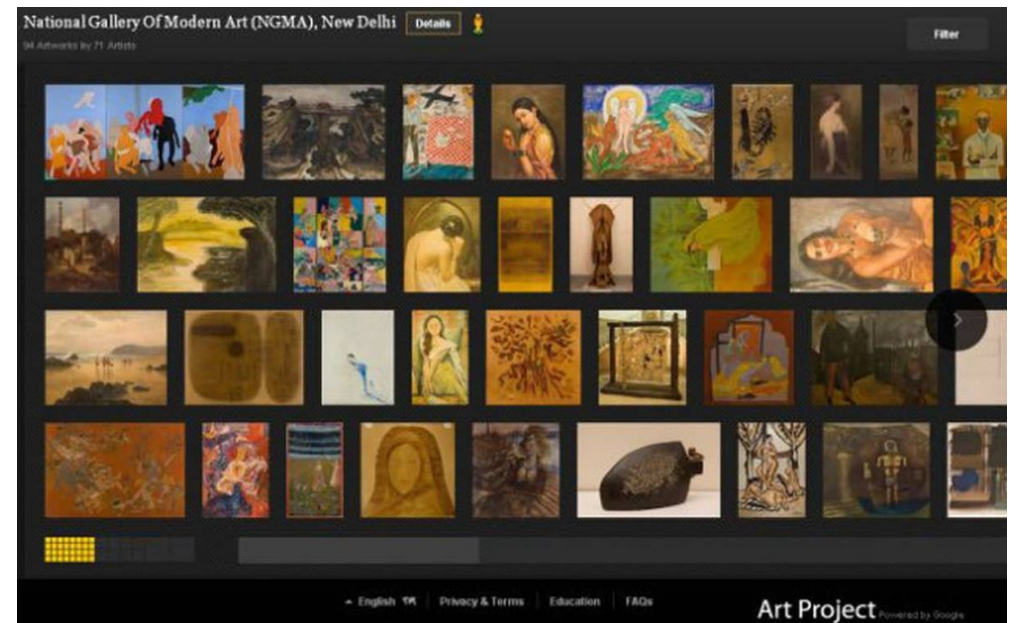 National Gallery Of Modern Art (NGMA), New Delhi Details
94 Artworks by 71 Artists
Filter
English
Privacy & Terms
Education
FAQs
Art Project Powered by Google